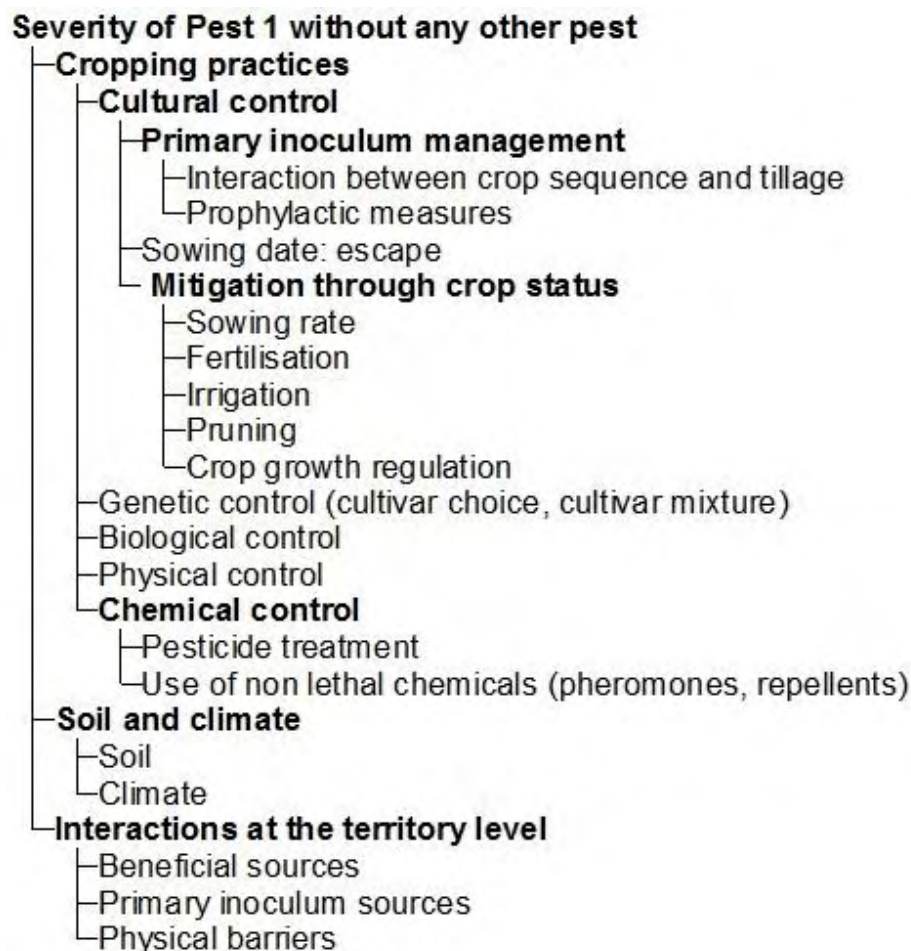 Severity of Pest 1 without any other pest
Cropping practices
Cultural control
Primary inoculum management
Interaction between crop sequence and tillage
Prophylactic measures
Sowing date: escape
Mitigation through crop status
Sowing rate
Fertilisation
Irrigation
Pruning
Crop growth regulation
Genetic control (cultivar choice, cultivar mixture)
Biological control
Physical control
Chemical control
Pesticide treatment
Use of non lethal chemicals (pheromones, repellents)
Soil and climate
Soil
Climate
Interactions at the territory level
Beneficial sources
Primary inoculum sources
Physical barriers